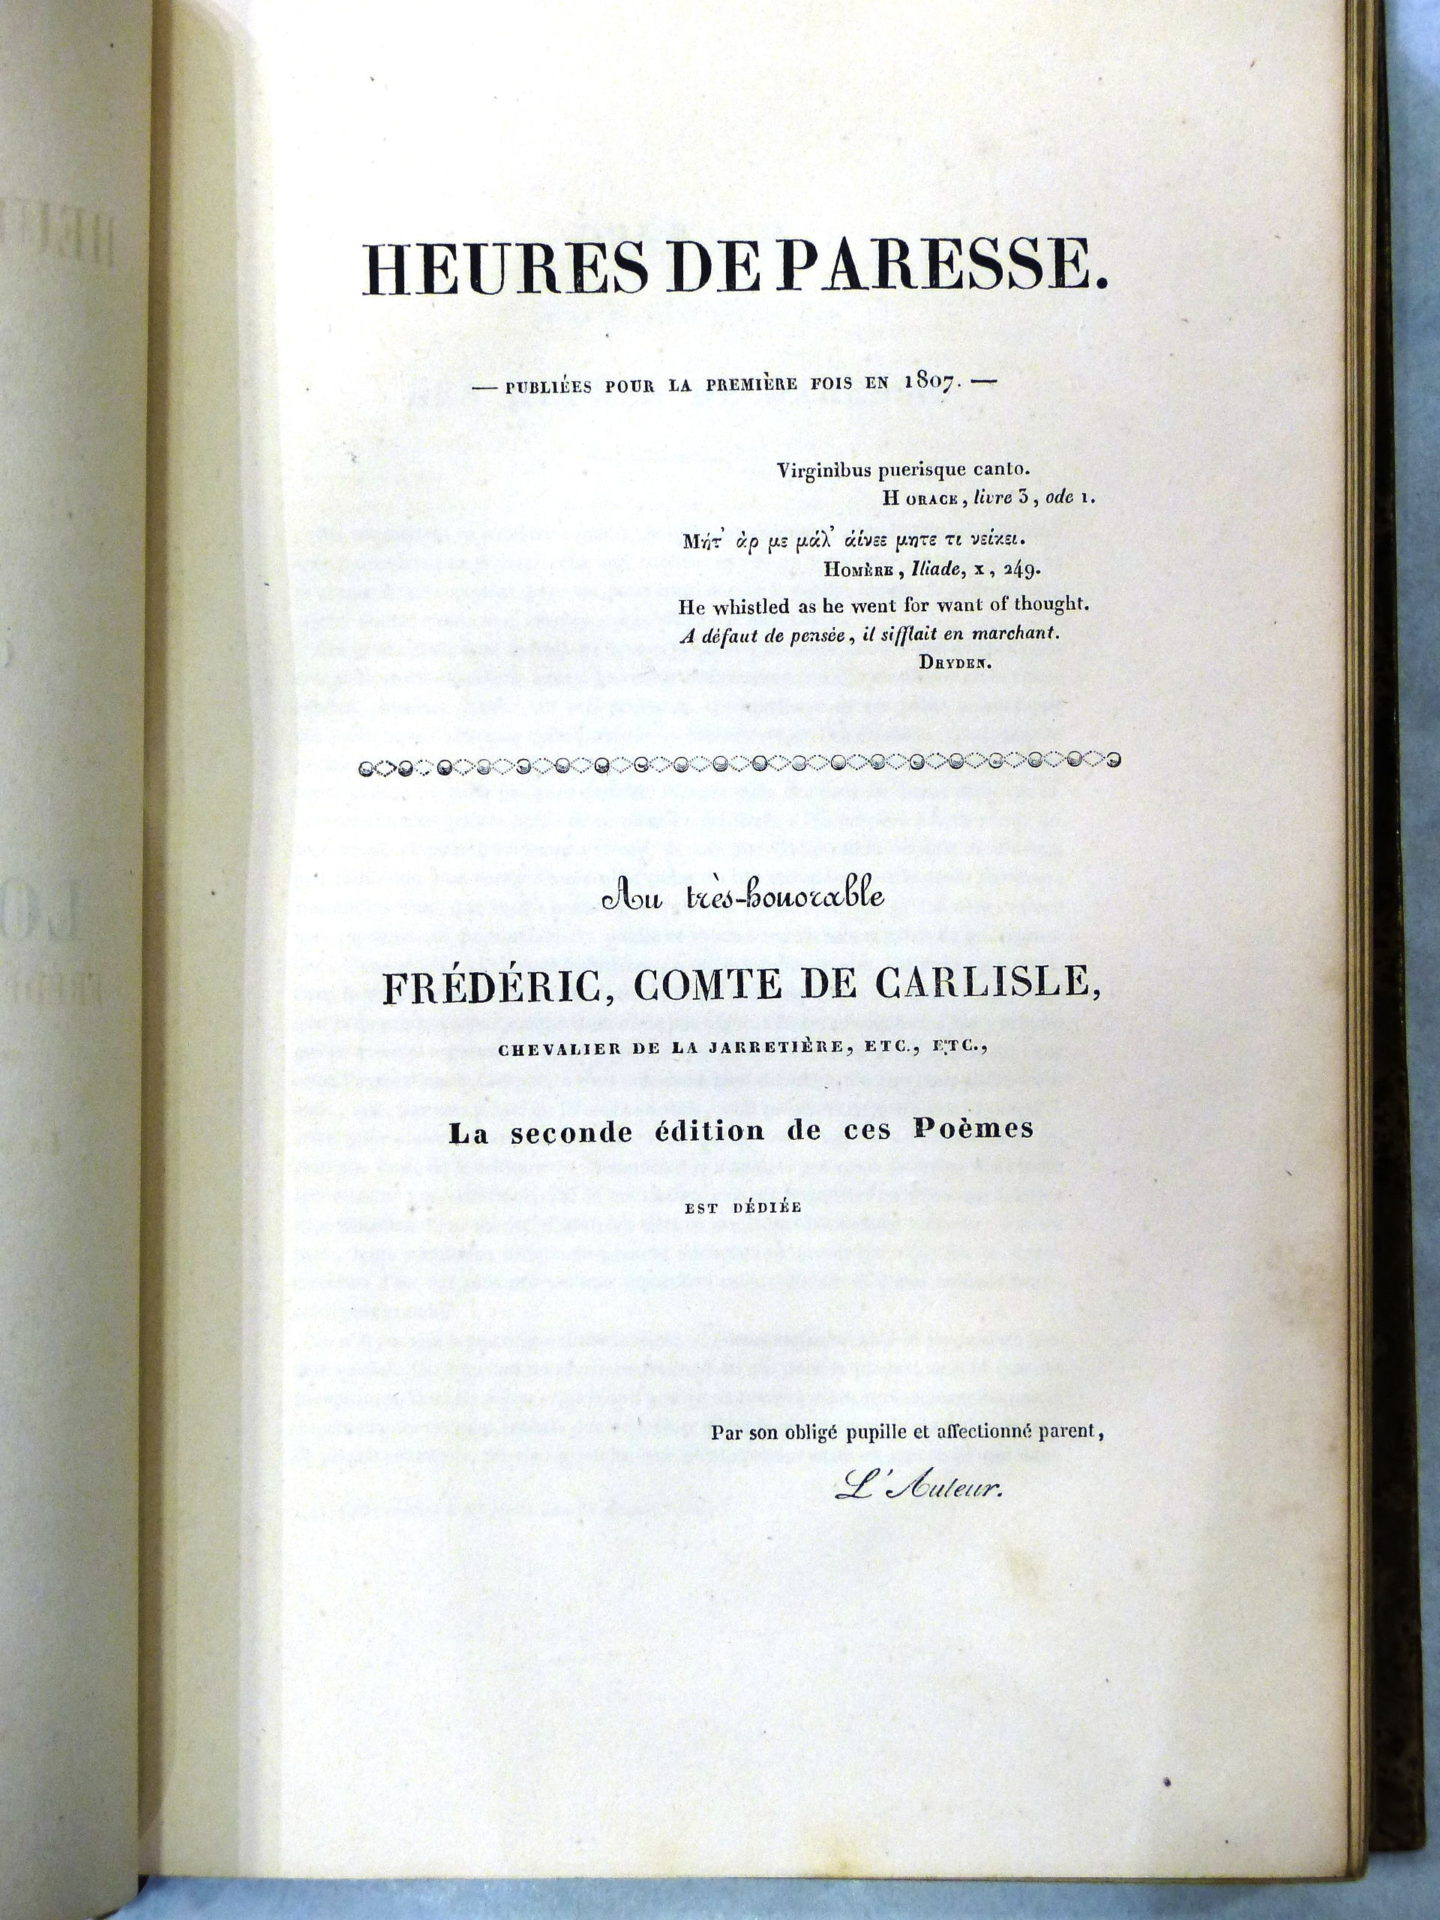 HEURES DE PARESSE.
— PUBLIÉES POUR LA PREMIÈRE FOIS EN 1807. —
Virginibus puerisque canto.
HORACE, livre 3, ode 1.
Μήτ' ἀρ με μάλ' αἰνεε μητε τι νείκει.
HOMÈRE, Iliade, x, 249.
He whistled as he went for want of thought.
A défaut de pensée, il sifflait en marchant.
DRYDEN.
Au très-honorable
FRÉDÉRIC, COMTE DE CARLISLE,
CHEVALIER DE LA JARRETIÈRE, ETC., ETC.,
La seconde édition de ces Poèmes
EST DÉDIÉE
Par son obligé pupille et affectionné parent,
L'Auteur.